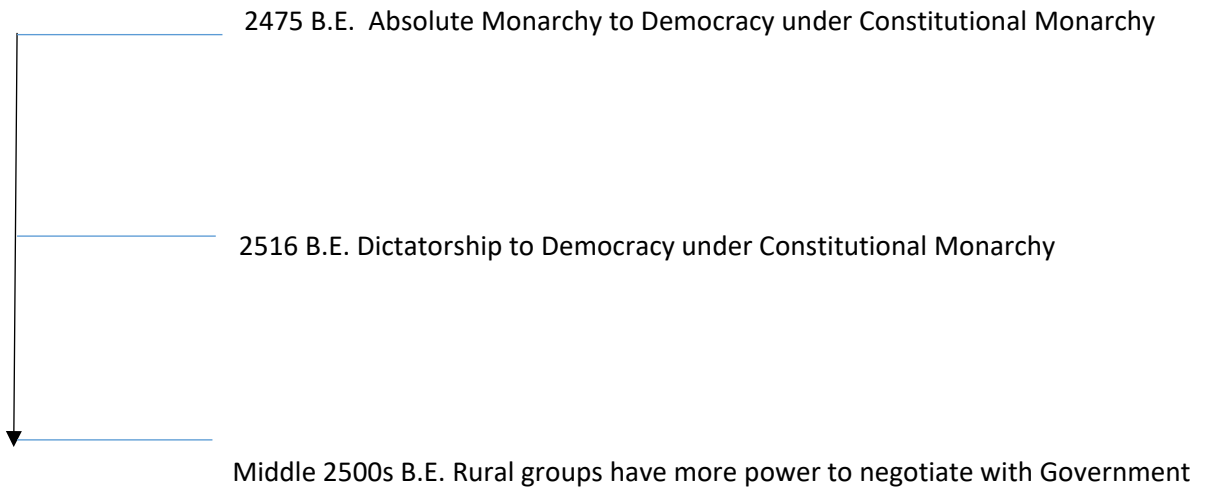 2475 B.E.  Absolute Monarchy to Democracy under Constitutional Monarchy
2516 B.E. Dictatorship to Democracy under Constitutional Monarchy
Middle 2500s B.E. Rural groups have more power to negotiate with Government